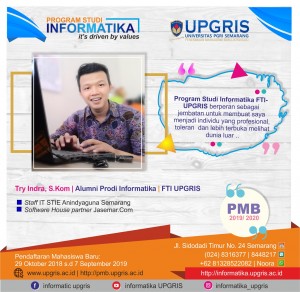 PROGRAM STUDI
INFORMATIKA
it's driven by values
UPGRIS
UNIVERSITAS PGRI SEMARANG
Program Studi Informatika FTI-
UPGRIS berperan sebagai
jembatan untuk membuat saya
menjadi individu yang profesional,
toleran dan lebih terbuka melihat
dunia luar...
Try Indra, S.Kom | Alumni Prodi Informatika | FTI UPGRIS
Staff IT STIE Anindyaguna Semarang
Software House partner Jasemar.Com
PMB
2019/ 2020
Pendaftaran Mahasiswa Baru:
29 Oktober 2018 s.d 7 September 2019
www.upgris.ac.id | http://pmb.upgris.ac.id
Jl. Sidodadi Timur No. 24 Semarang
(024) 8316377 | 8448217
+62 81328522082 | Noora
http://informatika.upgris.ac.id
informatic upgris
informatika upgris
informatika upgris